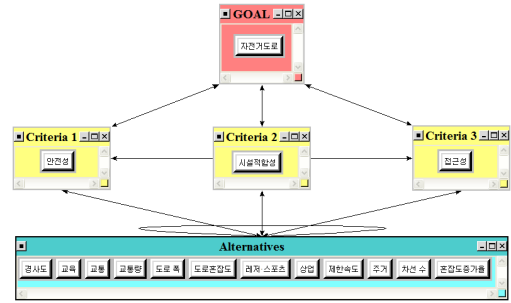 GOAL
자전거도로
Criteria 1
안전성
Criteria 2
시설적합성
Criteria 3
접근성
Alternatives
경사도 교육 교통 교통량 도로 폭 도로혼잡도 레저·스포츠 상업 제한속도 주거 차선 수 혼잡도증가율